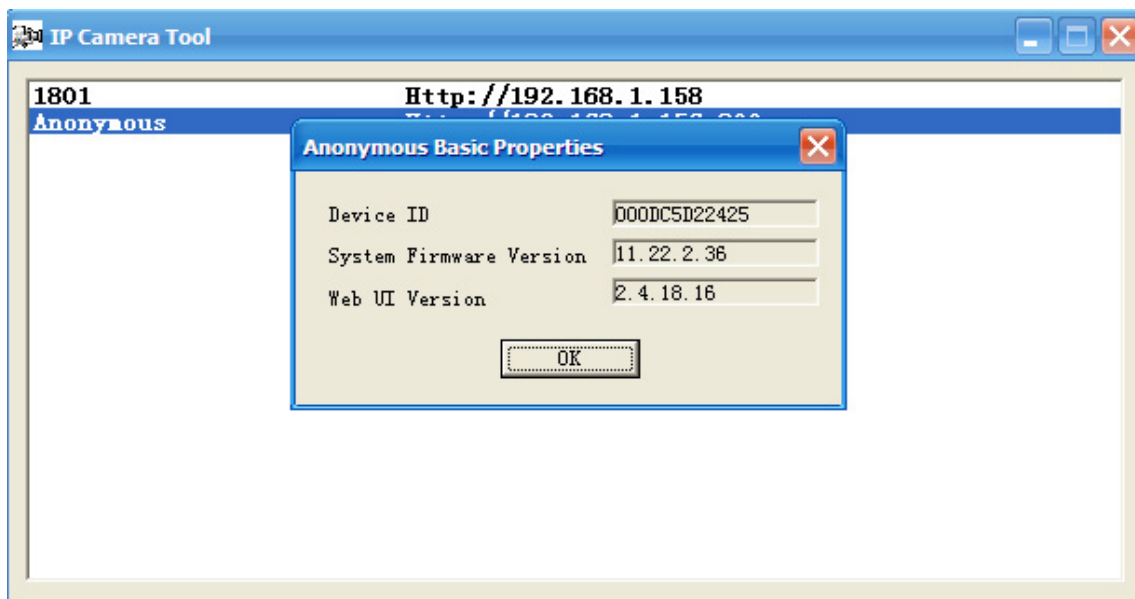 IP Camera Tool
1801 Http://192.168.1.158
Anonymous
Anonymous Basic Properties
Device ID 000DC5D22425
System Firmware Version 11.22.2.36
Web UI Version 2.4.18.16
OK